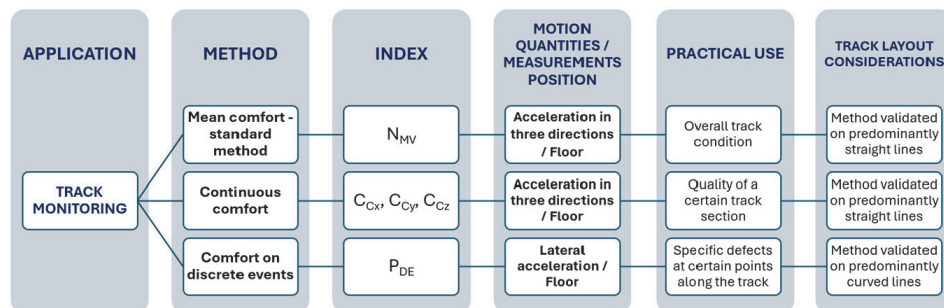 APPLICATION
METHOD
INDEX
MOTION
QUANTITIES /
MEASUREMENTS
POSITION
PRACTICAL USE
TRACK LAYOUT
CONSIDERATIONS
TRACK
MONITORING
Mean comfort -
standard
method
N_MV
Acceleration in
three directions
/ Floor
Overall track
condition
Method validated
on predominantly
straight lines
Continuous
comfort
C_Cx, C_Cy, C_Cz
Acceleration in
three directions
/ Floor
Quality of a
certain track
section
Method validated
on predominantly
straight lines
Comfort on
discrete events
P_DE
Lateral
acceleration /
Floor
Specific defects
at certain points
along the track
Method validated
on predominantly
curved lines